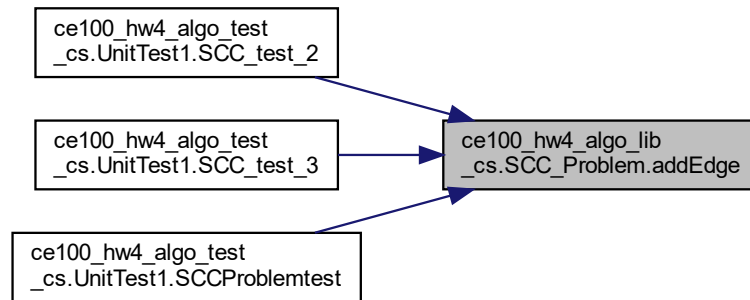 ce100_hw4_algo_test
_cs.UnitTest1.SCC_test_2
ce100_hw4_algo_test
_cs.UnitTest1.SCC_test_3
ce100_hw4_algo_lib
_cs.SCC_Problem.addEdge
ce100_hw4_algo_test
_cs.UnitTest1.SCCProblemtest